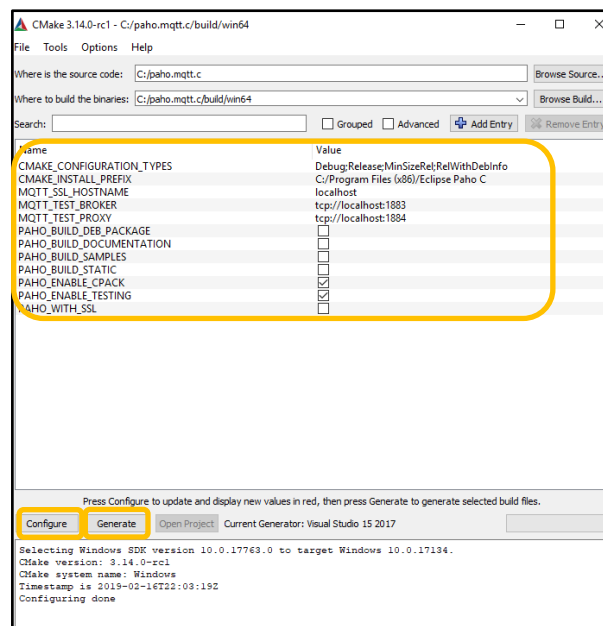 CMake 3.14.0-rc1 - C:/paho.mqtt.c/build/win64
File Tools Options Help
Where is the source code: C:/paho.mqtt.c Browse Source...
Where to build the binaries: C:/paho.mqtt.c/build/win64 Browse Build...
Search: Grouped Advanced Add Entry Remove Entry
Name Value
CMAKE_CONFIGURATION_TYPES Debug;Release;MinSizeRel;RelWithDebInfo
CMAKE_INSTALL_PREFIX C:/Program Files (x86)/Eclipse Paho C
MQTT_SSL_HOSTNAME localhost
MQTT_TEST_BROKER tcp://localhost:1883
MQTT_TEST_PROXY tcp://localhost:1884
PAHO_BUILD_DEB_PACKAGE
PAHO_BUILD_DOCUMENTATION
PAHO_BUILD_SAMPLES
PAHO_BUILD_STATIC
PAHO_ENABLE_CPACK
PAHO_ENABLE_TESTING
PAHO_WITH_SSL
Press Configure to update and display new values in red, then press Generate to generate selected build files.
Configure Generate Open Project Current Generator: Visual Studio 15 2017
Selecting Windows SDK version 10.0.17763.0 to target Windows 10.0.17134.
CMake version: 3.14.0-rc1
CMake system name: Windows
Timestamp is 2019-02-16T22:03:19Z
Configuring done